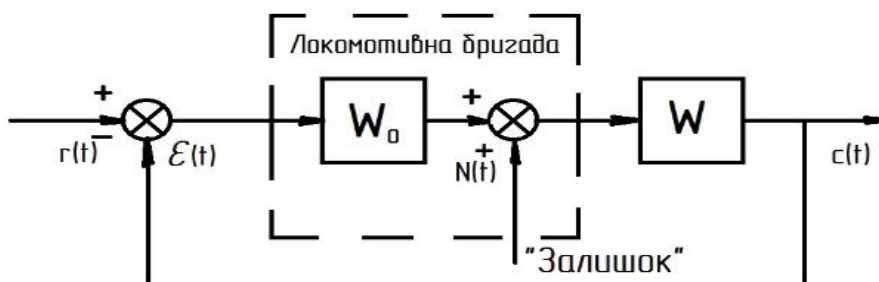 Локомотивна бригада
+
W₀
+
W
r(t)
−
Ɛ(t)
N(t)
+
c(t)
"Залишок"